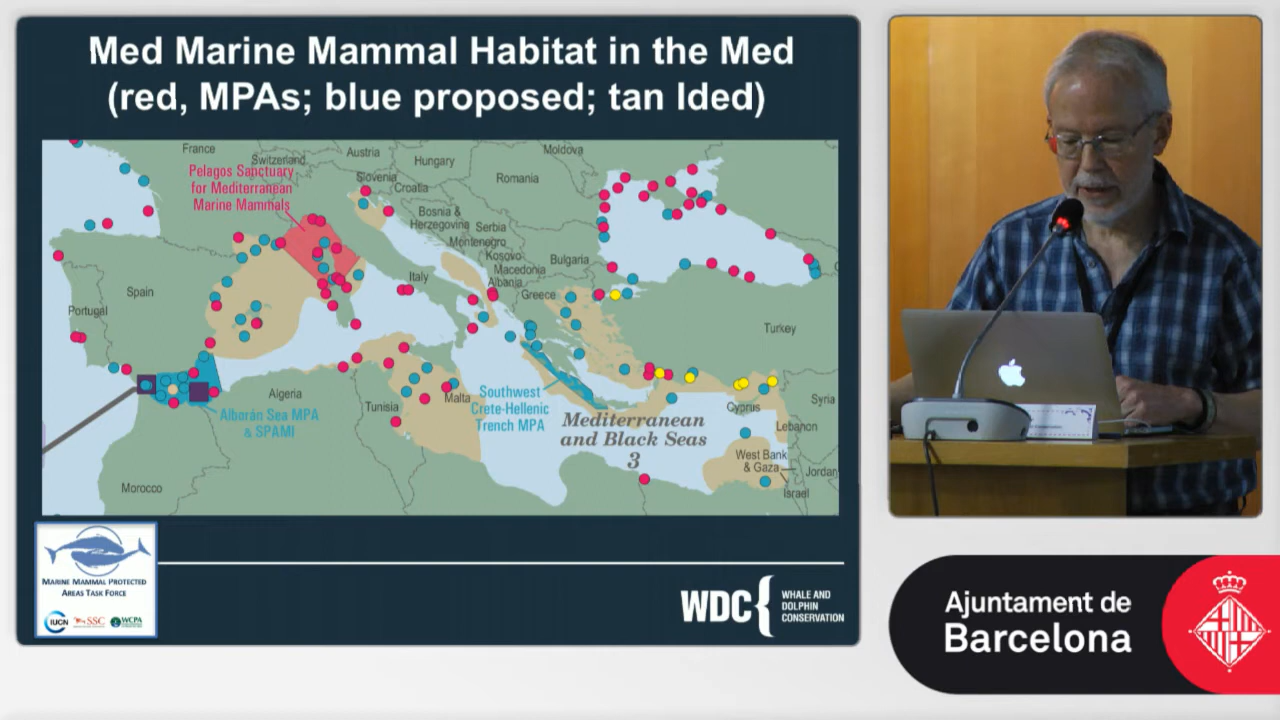 Med Marine Mammal Habitat in the Med
(red, MPAs; blue proposed; tan Ided)
France
Switzerland
Austria
Hungary
Moldova
Pelagos Sanctuary
for Mediterranean
Marine Mammals
Slovenia
Croatia
Romania
Bosnia &
Herzegovina
Serbia
Montenegro
Kosovo
Macedonia
Albania
Bulgaria
Italy
Greece
Spain
Portugal
Turkey
Algeria
Tunisia
Malta
Alborán Sea MPA
& SPAMI
Southwest
Crete-Hellenic
Trench MPA
Mediterranean
and Black Seas
3
Cyprus
Syria
Lebanon
West Bank
& Gaza
Jordan
Israel
Morocco
MARINE MAMMAL PROTECTED
AREAS TASK FORCE
IUCN
SSC
WCPA
WDC
WHALE AND
DOLPHIN
CONSERVATION
Ajuntament de
Barcelona